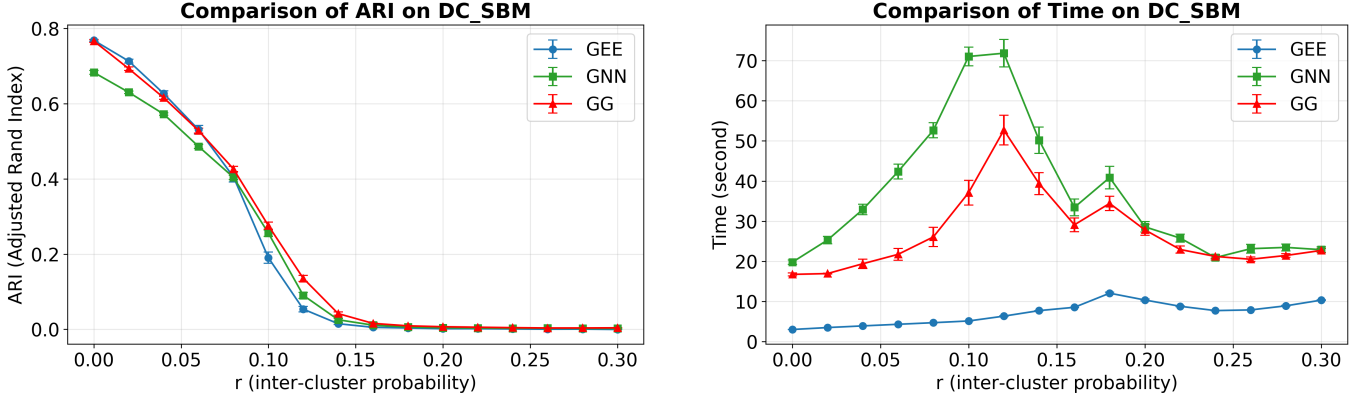 Comparison of ARI on DC_SBM
ARI (Adjusted Rand Index)
0.8
0.6
0.4
0.2
0.0
GEE
GNN
GG
0.00 0.05 0.10 0.15 0.20 0.25 0.30
r (inter-cluster probability)
Comparison of Time on DC_SBM
Time (second)
70
60
50
40
30
20
10
0
GEE
GNN
GG
0.00 0.05 0.10 0.15 0.20 0.25 0.30
r (inter-cluster probability)